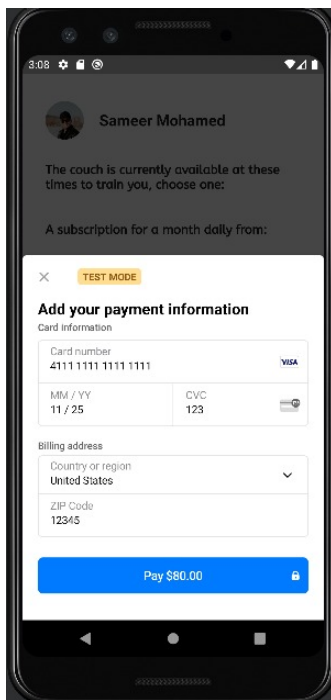 3:08
Sameer Mohamed
The couch is currently available at these
times to train you, choose one:
A subscription for a month daily from:
TEST MODE
Add your payment information
Card information
Card number
4111 1111 1111 1111
VISA
MM / YY
11 / 25
CVC
123
Billing address
Country or region
United States
ZIP Code
12345
Pay $80.00